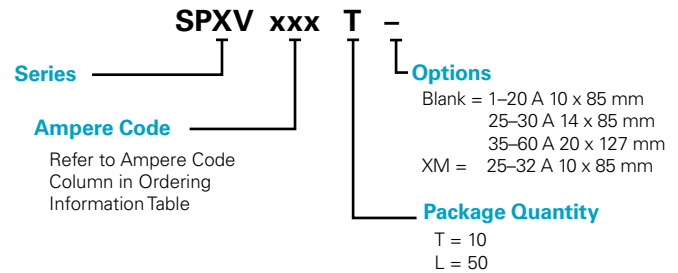 SPXV xxx T –
Series
Options
Blank = 1–20 A 10 x 85 mm
25–30 A 14 x 85 mm
35–60 A 20 x 127 mm
XM = 25–32 A 10 x 85 mm
Ampere Code
Refer to Ampere Code
Column in Ordering
Information Table
Package Quantity
T = 10
L = 50